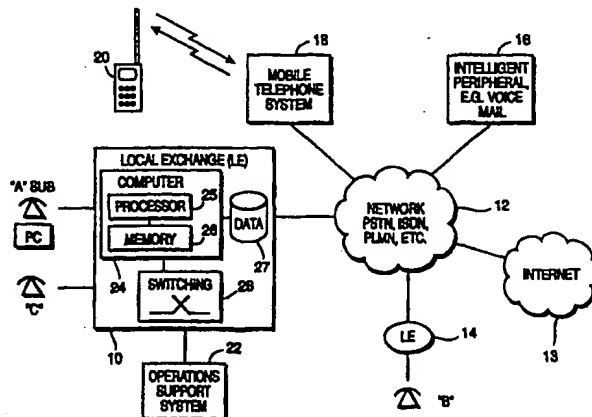 20
18
MOBILE
TELEPHONE
SYSTEM
16
INTELLIGENT
PERIPHERAL,
E.G. VOICE
MAIL
LOCAL EXCHANGE (LE)
COMPUTER
PROCESSOR
25
MEMORY
26
24
DATA
27
SWITCHING
28
10
"A" SUB
PC
"C"
OPERATIONS
SUPPORT
SYSTEM
22
NETWORK
PSTN, ISDN,
PLMN, ETC.
12
INTERNET
13
LE
14
"B"